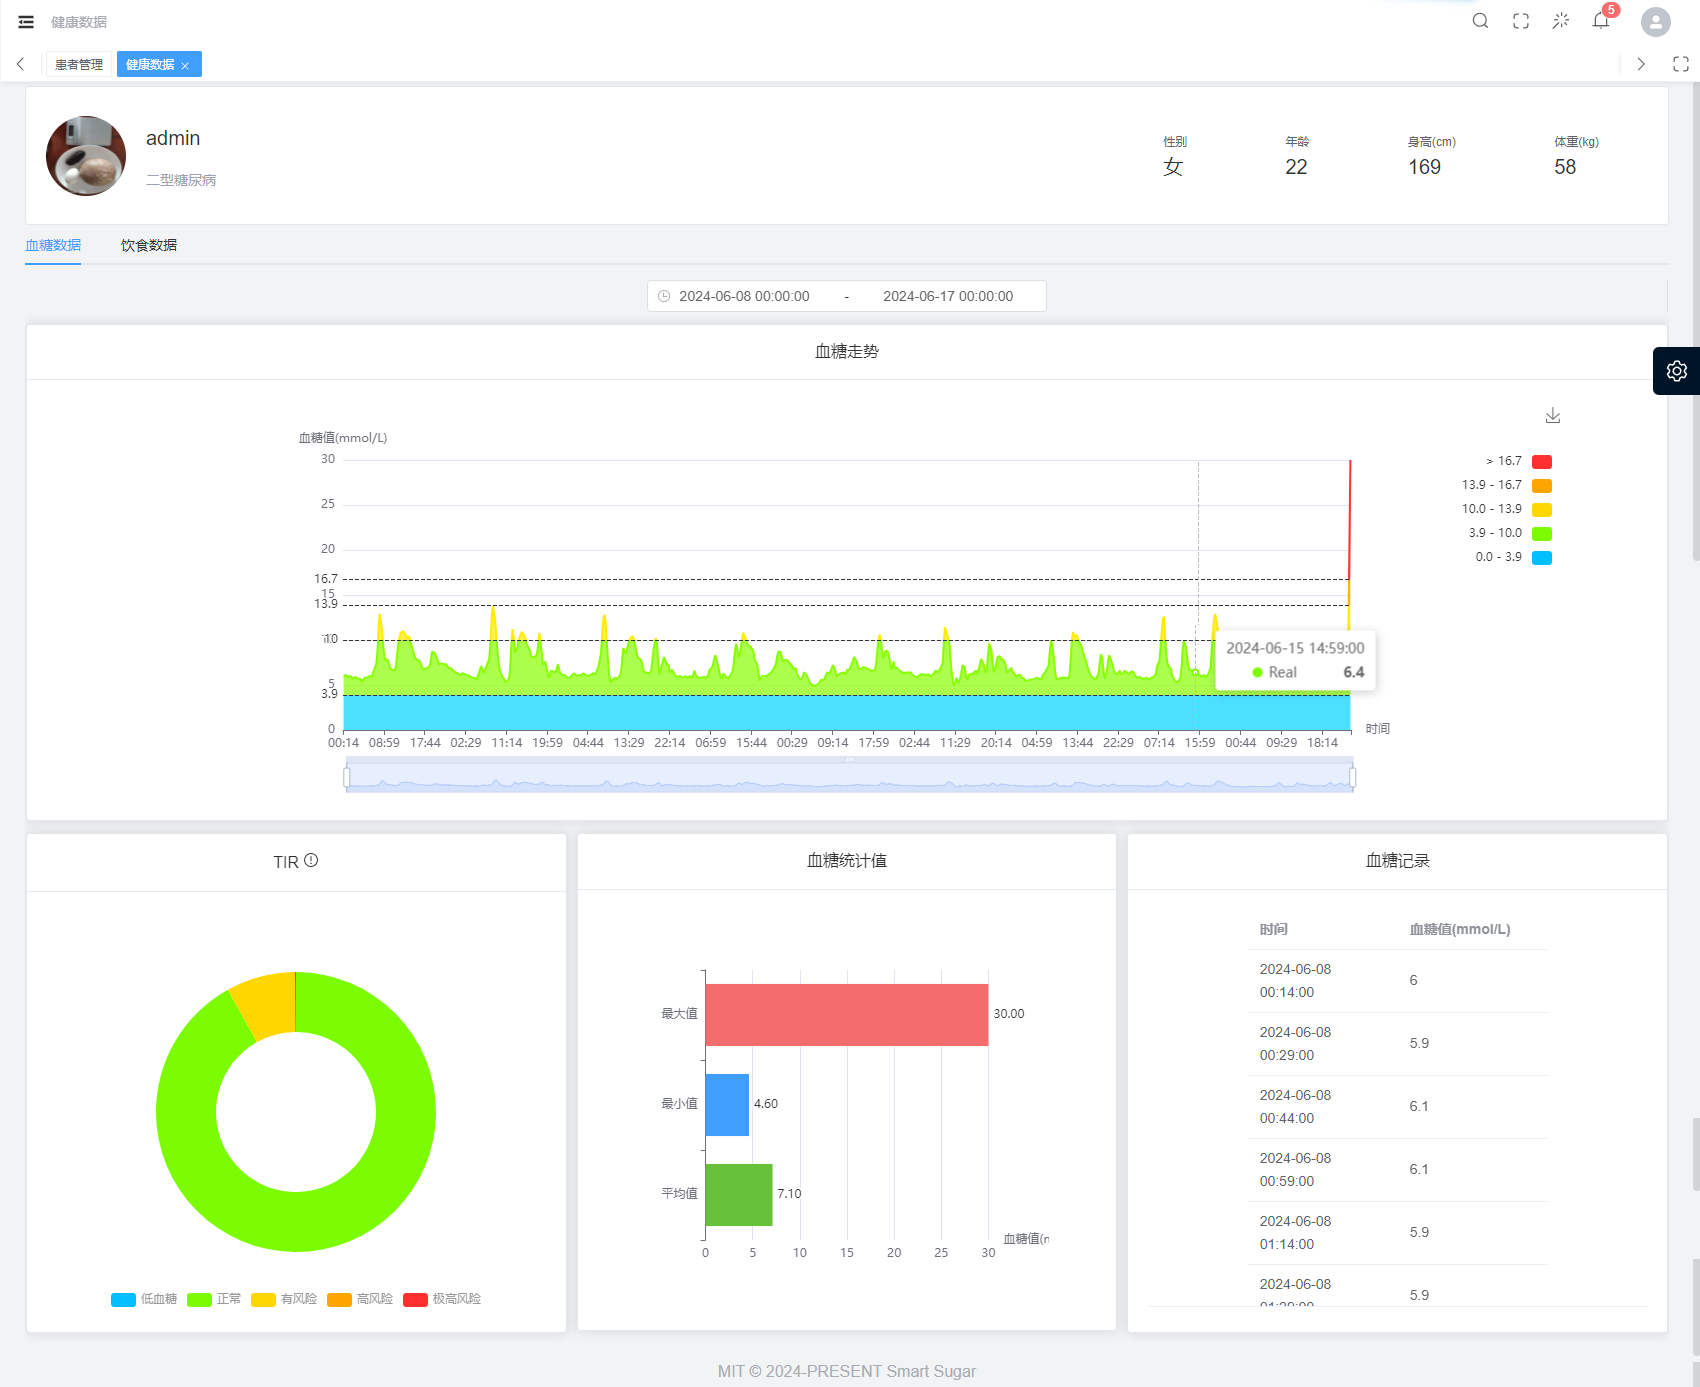 健康数据
5
患者管理
健康数据 ×
admin
二型糖尿病
性别
女
年龄
22
身高(cm)
169
体重(kg)
58
血糖数据
饮食数据
2024-06-08 00:00:00 - 2024-06-17 00:00:00
血糖走势
血糖值(mmol/L)
30
25
20
16.7
15
13.9
10.0
5
3.9
0
> 16.7
13.9 - 16.7
10.0 - 13.9
3.9 - 10.0
0.0 - 3.9
2024-06-15 14:59:00
Real 6.4
时间
00:14 08:59 17:44 02:29 11:14 19:59 04:44 13:29 22:14 06:59 15:44 00:29 09:14 17:59 02:44 11:29 20:14 04:59 13:44 22:29 07:14 15:59 00:44 09:29 18:14
TIR
低血糖 正常 有风险 高风险 极高风险
血糖统计值
最大值 30.00
最小值 4.60
平均值 7.10
血糖值(
0 5 10 15 20 25 30
血糖记录
时间 血糖值(mmol/L)
2024-06-08
00:14:00
6
2024-06-08
00:29:00
5.9
2024-06-08
00:44:00
6.1
2024-06-08
00:59:00
6.1
2024-06-08
01:14:00
5.9
2024-06-08
5.9
MIT © 2024-PRESENT Smart Sugar